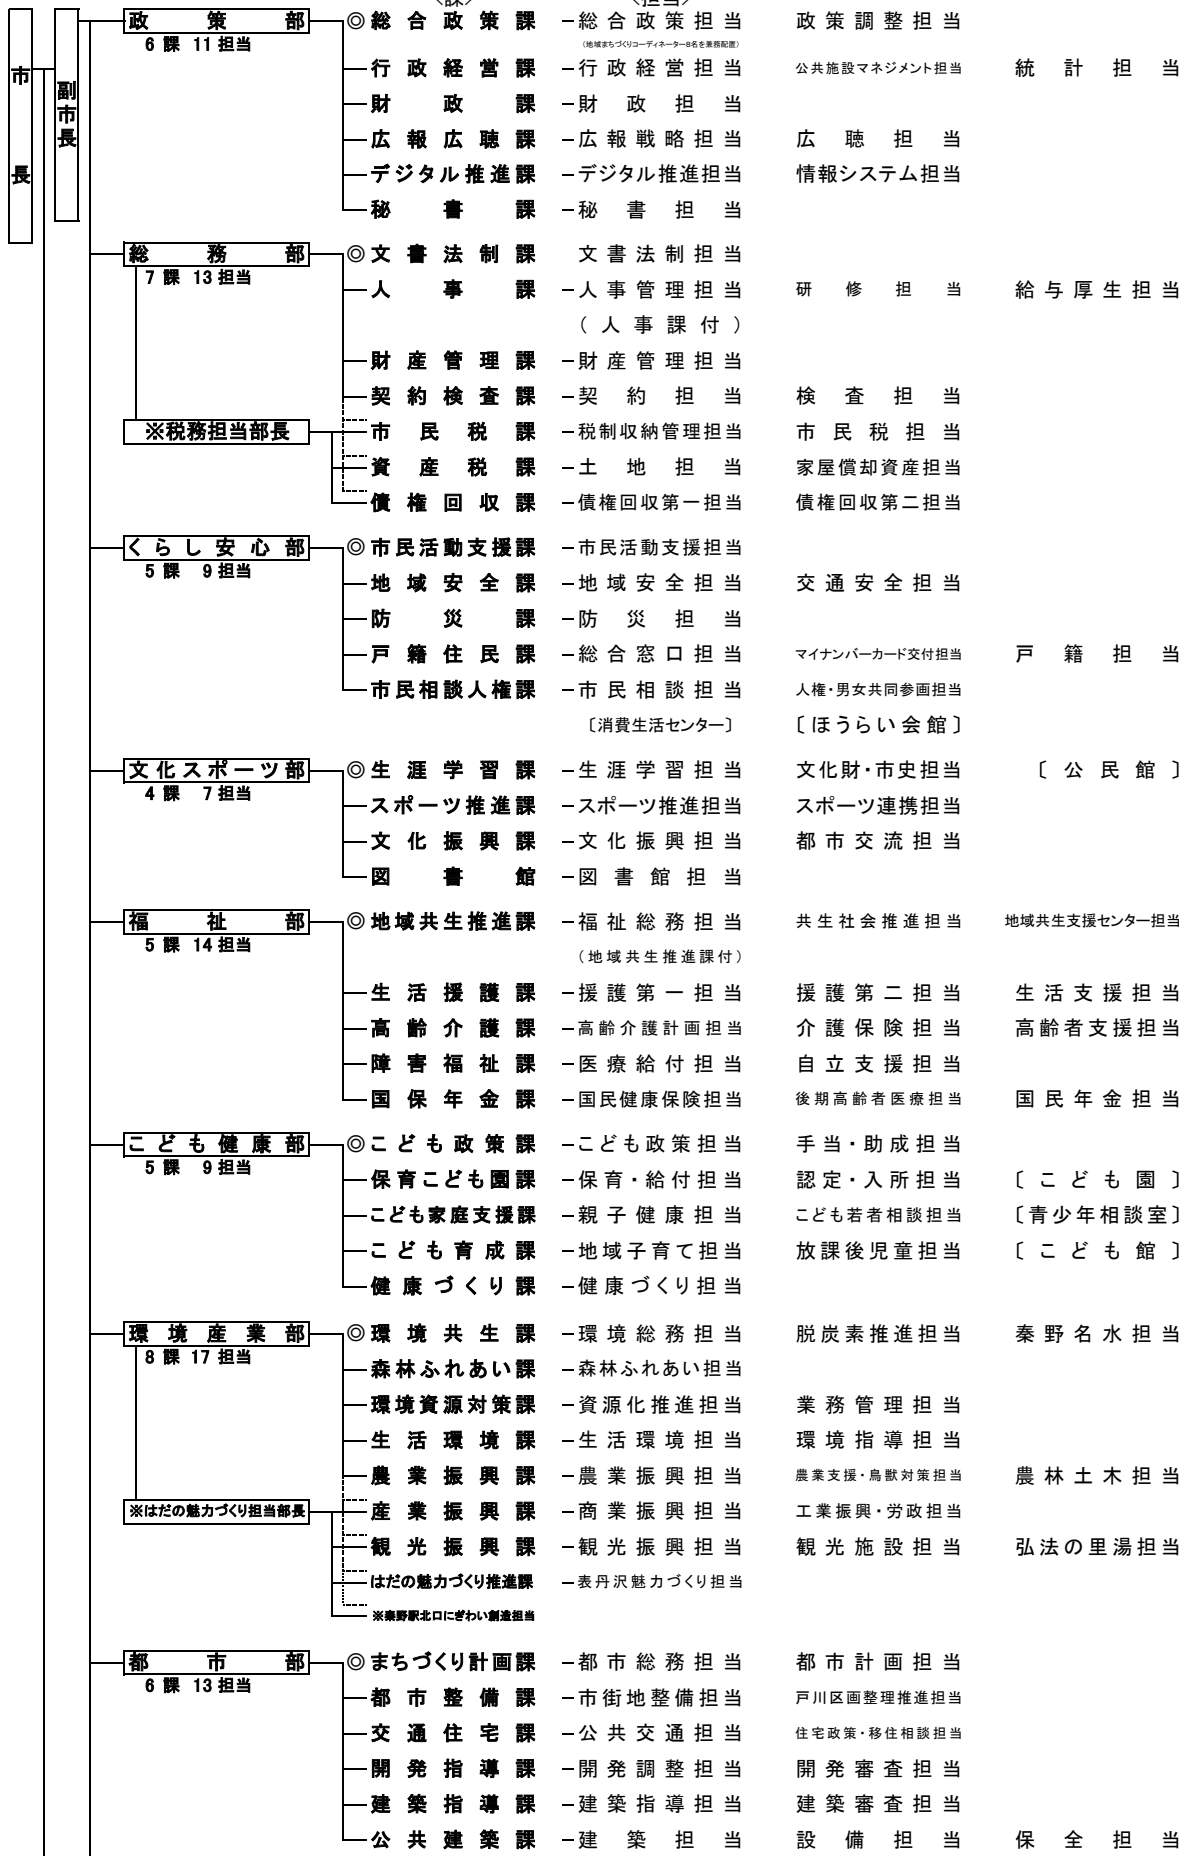 〈課〉 〈担当〉
市長
副市長
政策部 ◎総合政策課 総合政策担当 政策調整担当
6課 11担当 （地域まちづくりコーディネーター8名を兼務配置）
行政経営課 行政経営担当 公共施設マネジメント担当 統計担当
財政課 財政担当
広報広聴課 広報戦略担当 広聴担当
デジタル推進課 デジタル推進担当 情報システム担当
秘書課 秘書担当
総務部 ◎文書法制課 文書法制担当
7課 13担当
人事課 人事管理担当 研修担当 給与厚生担当
（人事課付）
財産管理課 財産管理担当
契約検査課 契約担当 検査担当
※税務担当部長 市民税課 税制収納管理担当 市民税担当
資産税課 土地担当 家屋償却資産担当
債権回収課 債権回収第一担当 債権回収第二担当
くらし安心部 ◎市民活動支援課 市民活動支援担当
5課 9担当
地域安全課 地域安全担当 交通安全担当
防災課 防災担当
戸籍住民課 総合窓口担当 マイナンバーカード交付担当 戸籍担当
市民相談人権課 市民相談担当 人権・男女共同参画担当
〔消費生活センター〕 〔ほうらい会館〕
文化スポーツ部 ◎生涯学習課 生涯学習担当 文化財・市史担当 〔公民館〕
4課 7担当
スポーツ推進課 スポーツ推進担当 スポーツ連携担当
文化振興課 文化振興担当 都市交流担当
図書館 図書館担当
福祉部 ◎地域共生推進課 福祉総務担当 共生社会推進担当 地域共生支援センター担当
5課 14担当
（地域共生推進課付）
生活援護課 援護第一担当 援護第二担当 生活支援担当
高齢介護課 高齢介護計画担当 介護保険担当 高齢者支援担当
障害福祉課 医療給付担当 自立支援担当
国保年金課 国民健康保険担当 後期高齢者医療担当 国民年金担当
こども健康部 ◎こども政策課 こども政策担当 手当・助成担当
5課 9担当
保育こども園課 保育・給付担当 認定・入所担当 〔こども園〕
こども家庭支援課 親子健康担当 こども若者相談担当 〔青少年相談室〕
こども育成課 地域子育て担当 放課後児童担当 〔こども館〕
健康づくり課 健康づくり担当
環境産業部 ◎環境共生課 環境総務担当 脱炭素推進担当 秦野名水担当
8課 17担当
森林ふれあい課 森林ふれあい担当
環境資源対策課 資源化推進担当 業務管理担当
生活環境課 生活環境担当 環境指導担当
農業振興課 農業振興担当 農業支援・鳥獣対策担当 農林土木担当
※はだの魅力づくり担当部長 産業振興課 商業振興担当 工業振興・労政担当
観光振興課 観光振興担当 観光施設担当 弘法の里湯担当
はだの魅力づくり推進課 表丹沢魅力づくり担当
※秦野駅北口にぎわい創造担当
都市部 ◎まちづくり計画課 都市総務担当 都市計画担当
6課 13担当
都市整備課 市街地整備担当 戸川区画整理推進担当
交通住宅課 公共交通担当 住宅政策・移住相談担当
開発指導課 開発調整担当 開発審査担当
建築指導課 建築指導担当 建築審査担当
公共建築課 建築担当 設備担当 保全担当